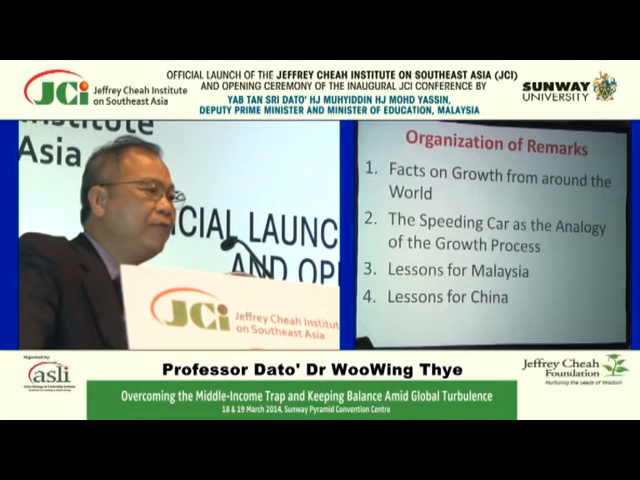 JCi Jeffrey Cheah Institute
on Southeast Asia
OFFICIAL LAUNCH OF THE JEFFREY CHEAH INSTITUTE ON SOUTHEAST ASIA (JCI)
AND OPENING CEREMONY OF THE INAUGURAL JCI CONFERENCE BY
YAB TAN SRI DATO' HJ MUHYIDDIN HJ MOHD YASSIN,
DEPUTY PRIME MINISTER AND MINISTER OF EDUCATION, MALAYSIA
SUNWAY
UNIVERSITY
Institute
Asia
ICIAL LAUNC
AND OPE
JCi Jeffrey Cheah Institut
on Southeast Asia
Organization of Remarks
1. Facts on Growth from around the
World
2. The Speeding Car as the Analogy
of the Growth Process
3. Lessons for Malaysia
4. Lessons for China
Organised by:
asli
Professor Dato' Dr WooWing Thye
Overcoming the Middle-Income Trap and Keeping Balance Amid Global Turbulence
18 & 19 March 2014, Sunway Pyramid Convention Centre
Jeffrey Cheah
Foundation
Nurturing the Seeds of Wisdom